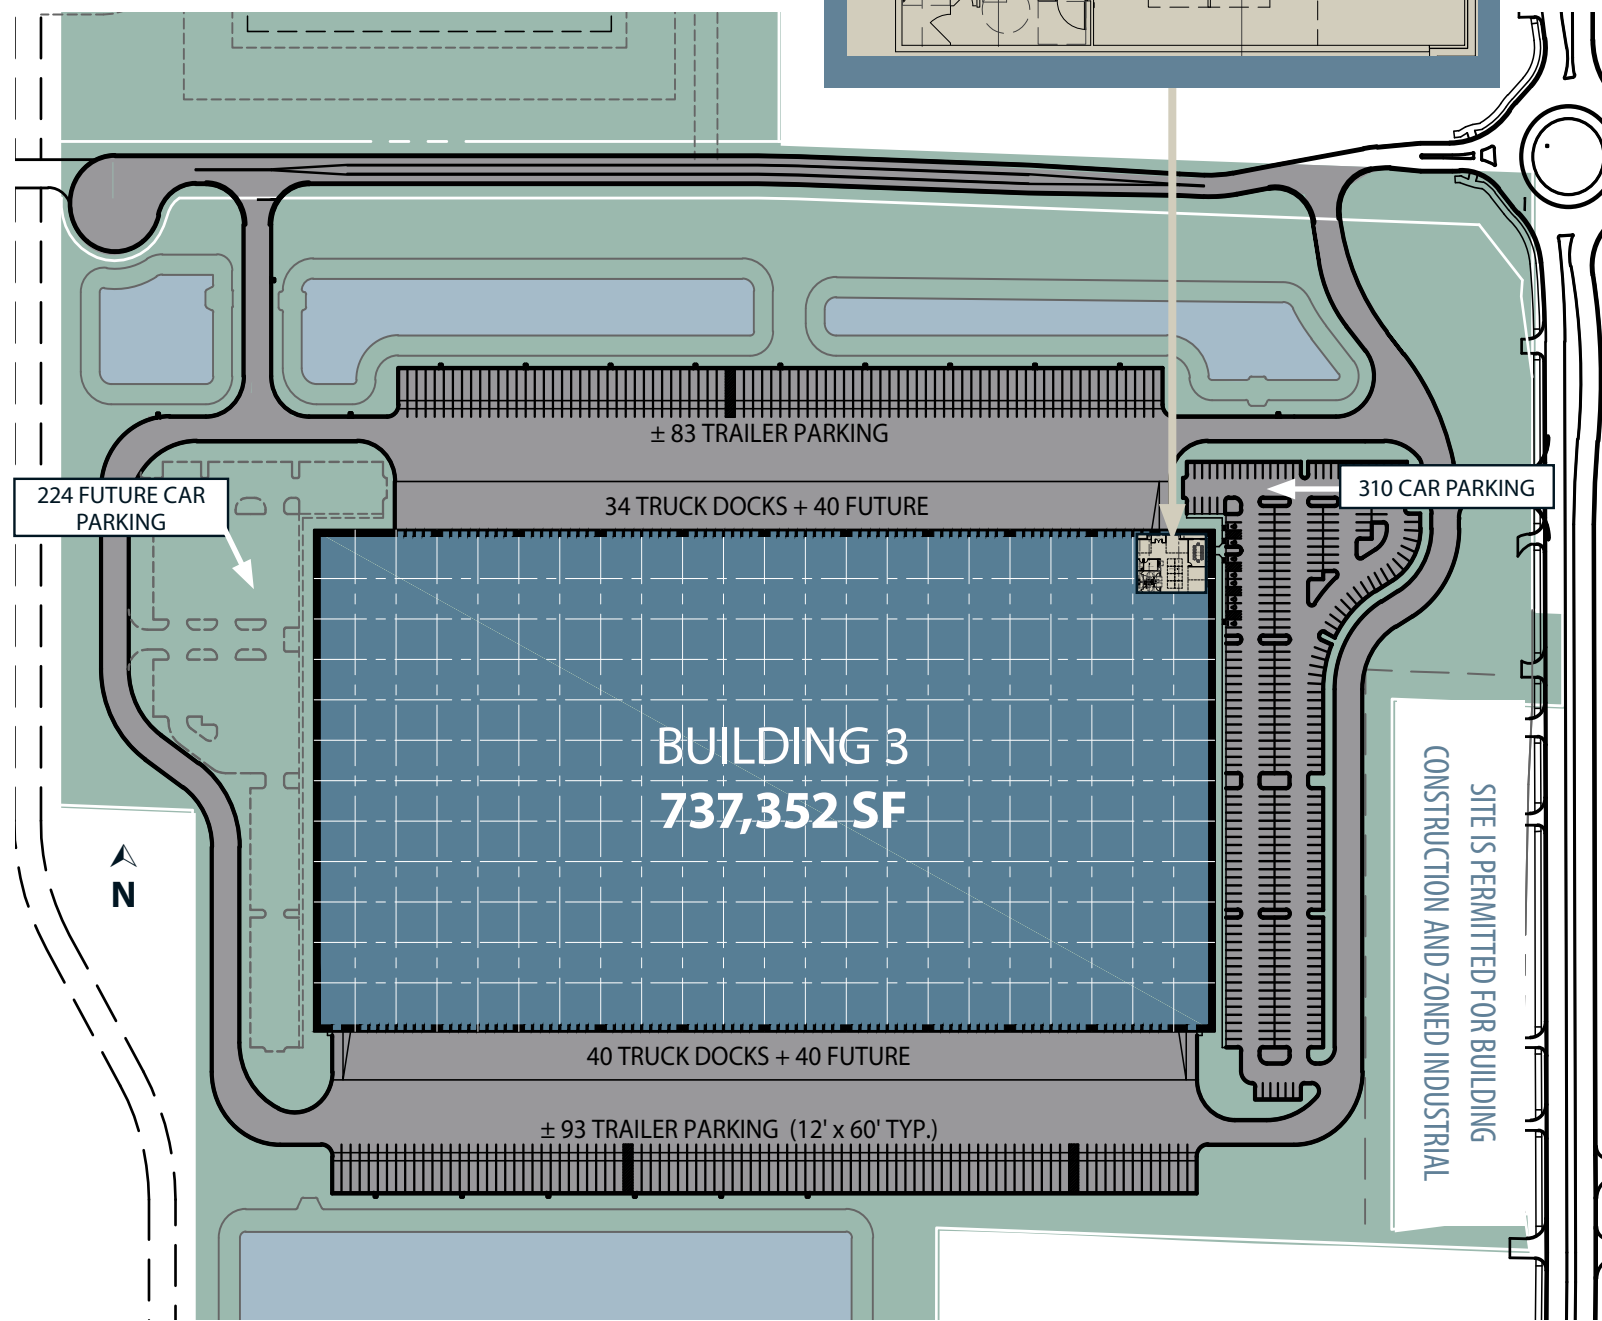 ± 83 TRAILER PARKING
224 FUTURE CAR
PARKING
310 CAR PARKING
34 TRUCK DOCKS + 40 FUTURE
BUILDING 3
737,352 SF
N
SITE IS PERMITTED FOR BUILDING
CONSTRUCTION AND ZONED INDUSTRIAL
40 TRUCK DOCKS + 40 FUTURE
± 93 TRAILER PARKING (12' x 60' TYP.)